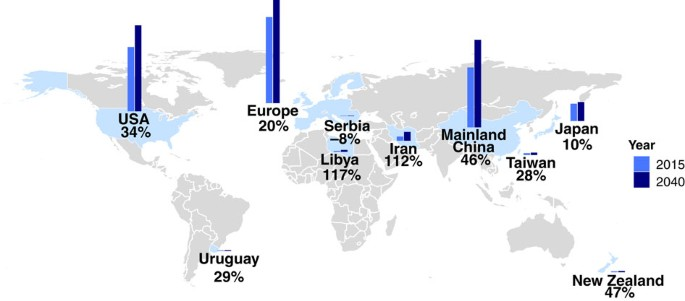 USA
34%
Europe
20%
Serbia
–8%
Libya
117%
Iran
112%
Mainland
China
46%
Taiwan
28%
Japan
10%
Year
2015
2040
Uruguay
29%
New Zealand
47%